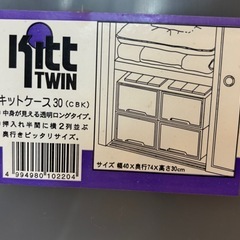 Kitt
TWIN
キットケース30(CBK)
中身が見える透明ロングタイプ。
押入れ半間に横2列並ぶ
奥行きピッタリサイズ。
サイズ 幅40×奥行74×高さ30cm
4 994980 102204